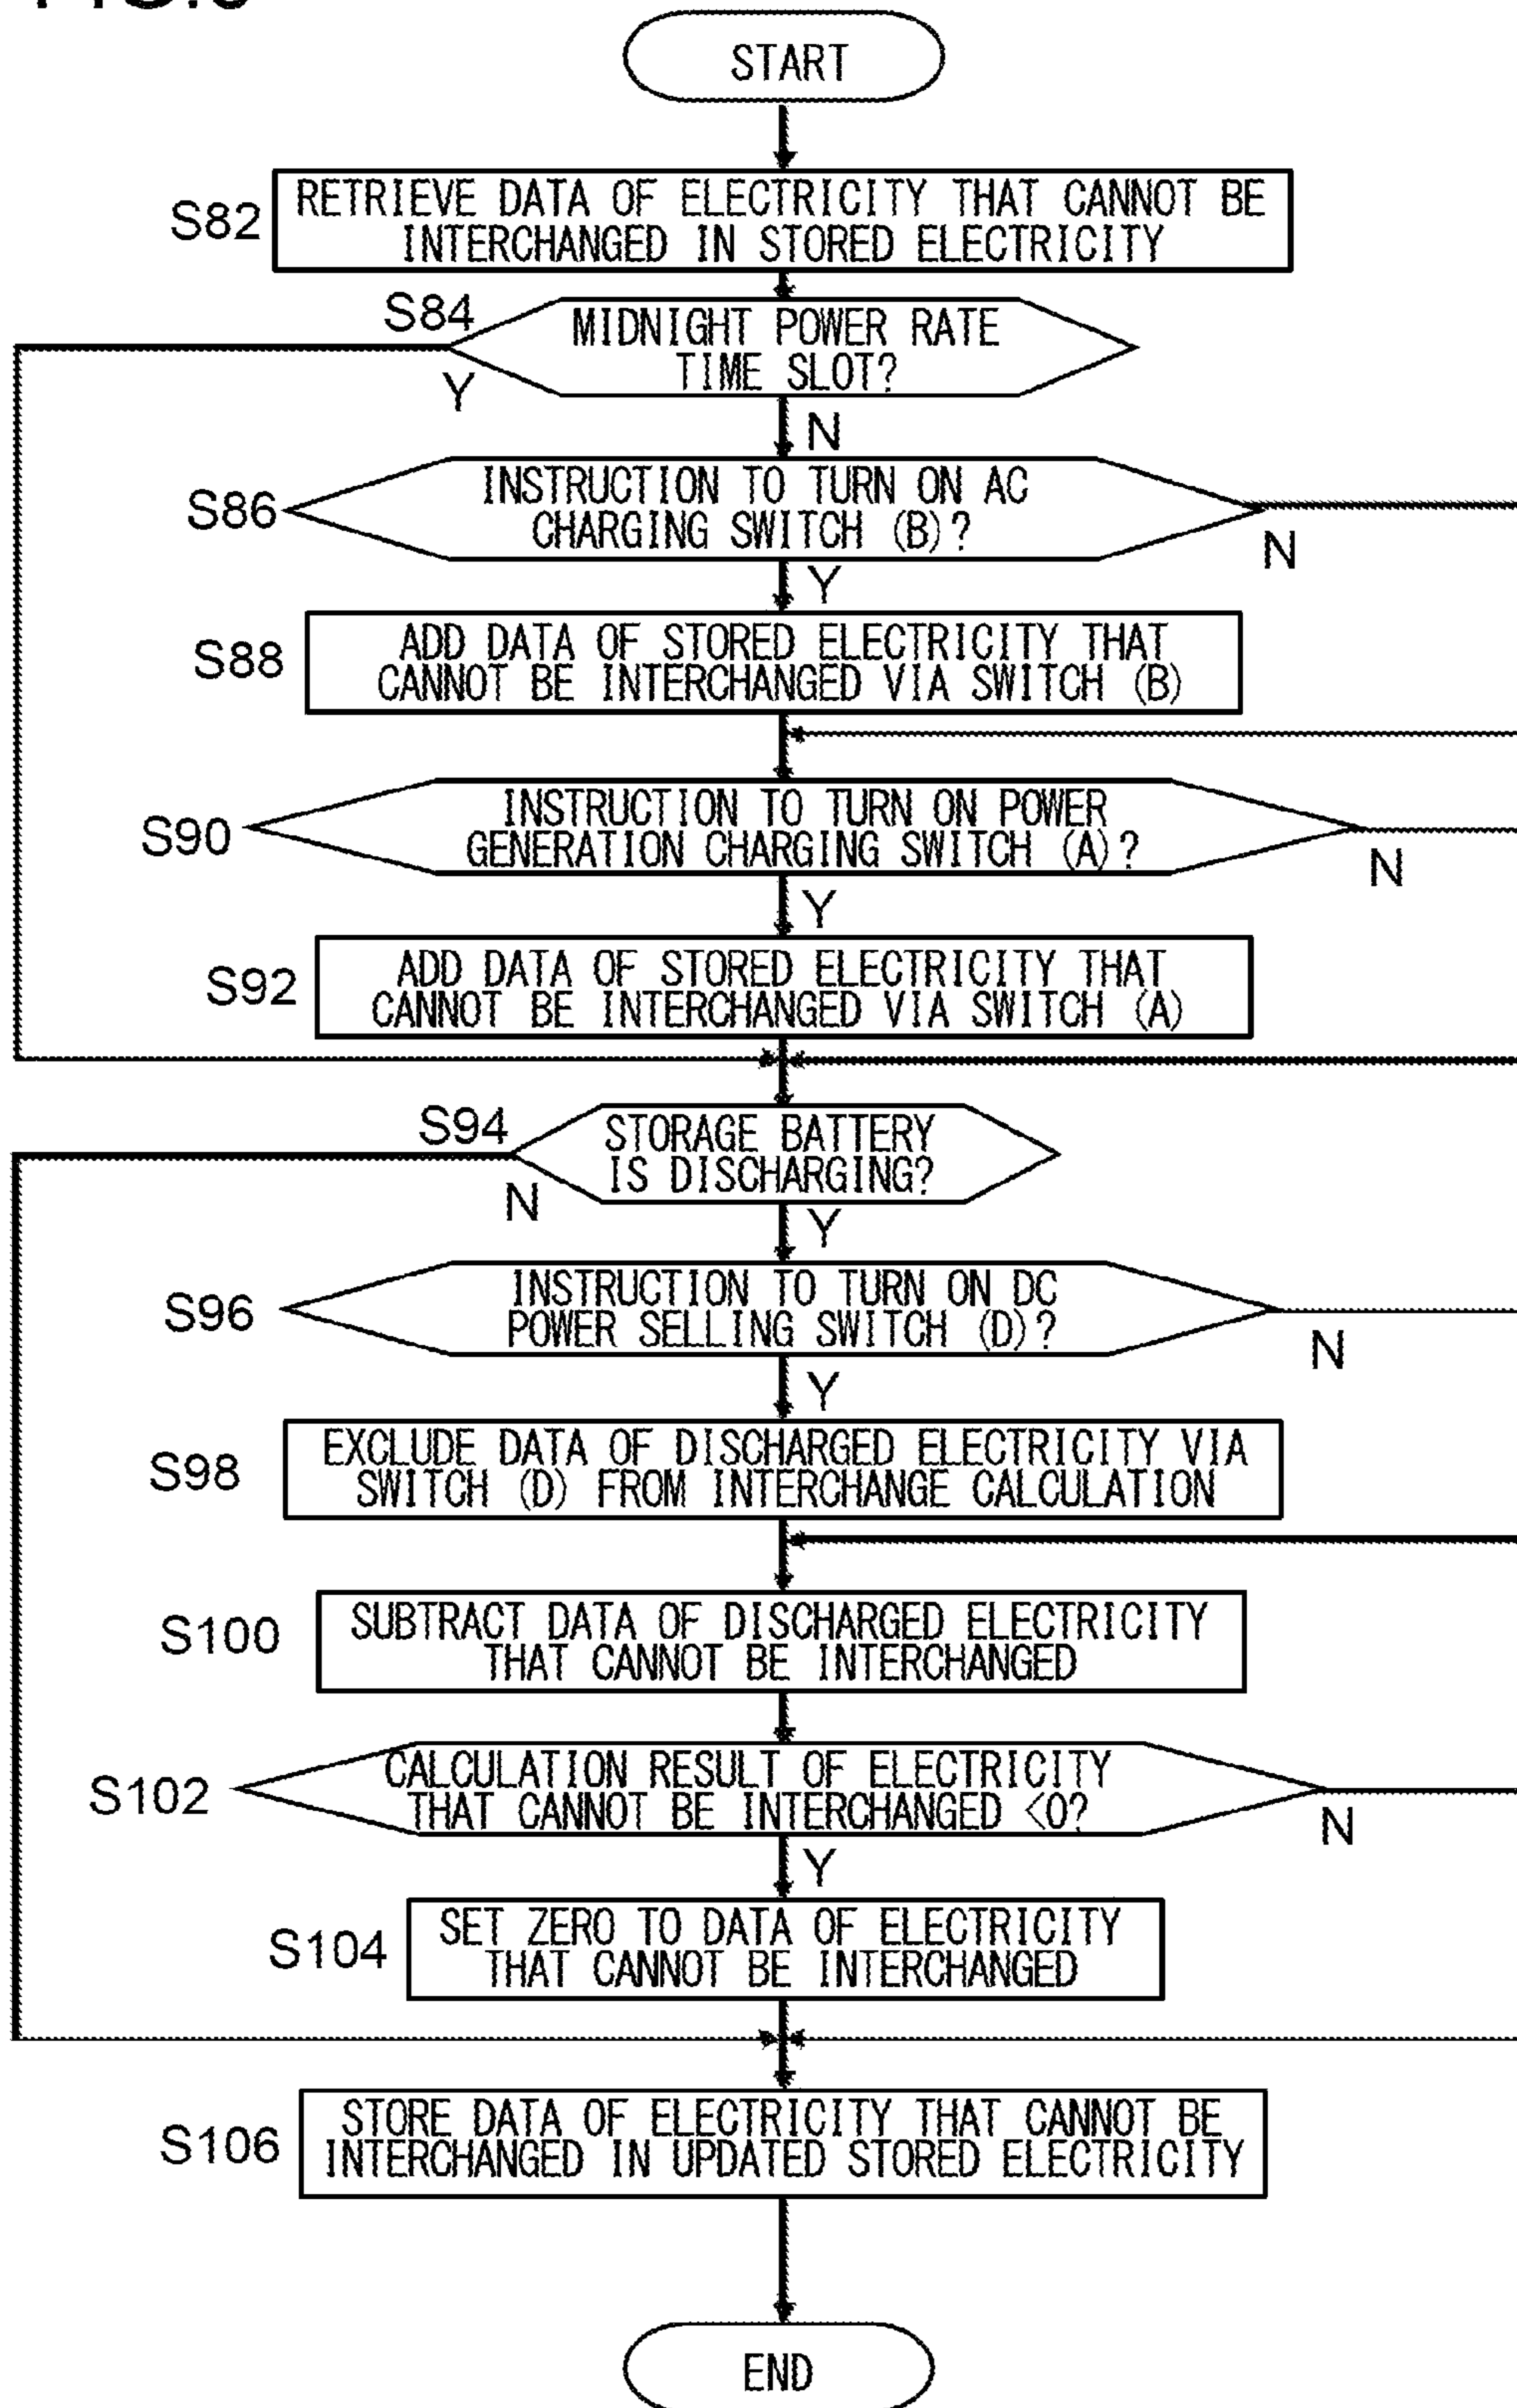 START
S82
RETRIEVE DATA OF ELECTRICITY THAT CANNOT BE
INTERCHANGED IN STORED ELECTRICITY
S84
MIDNIGHT POWER RATE
TIME SLOT?
Y
N
S86
INSTRUCTION TO TURN ON AC
CHARGING SWITCH (B)?
N
Y
S88
ADD DATA OF STORED ELECTRICITY THAT
CANNOT BE INTERCHANGED VIA SWITCH (B)
S90
INSTRUCTION TO TURN ON POWER
GENERATION CHARGING SWITCH (A)?
N
Y
S92
ADD DATA OF STORED ELECTRICITY THAT
CANNOT BE INTERCHANGED VIA SWITCH (A)
S94
STORAGE BATTERY
IS DISCHARGING?
N
Y
S96
INSTRUCTION TO TURN ON DC
POWER SELLING SWITCH (D)?
N
Y
S98
EXCLUDE DATA OF DISCHARGED ELECTRICITY VIA
SWITCH (D) FROM INTERCHANGE CALCULATION
S100
SUBTRACT DATA OF DISCHARGED ELECTRICITY
THAT CANNOT BE INTERCHANGED
S102
CALCULATION RESULT OF ELECTRICITY
THAT CANNOT BE INTERCHANGED <0?
N
Y
S104
SET ZERO TO DATA OF ELECTRICITY
THAT CANNOT BE INTERCHANGED
S106
STORE DATA OF ELECTRICITY THAT CANNOT BE
INTERCHANGED IN UPDATED STORED ELECTRICITY
END